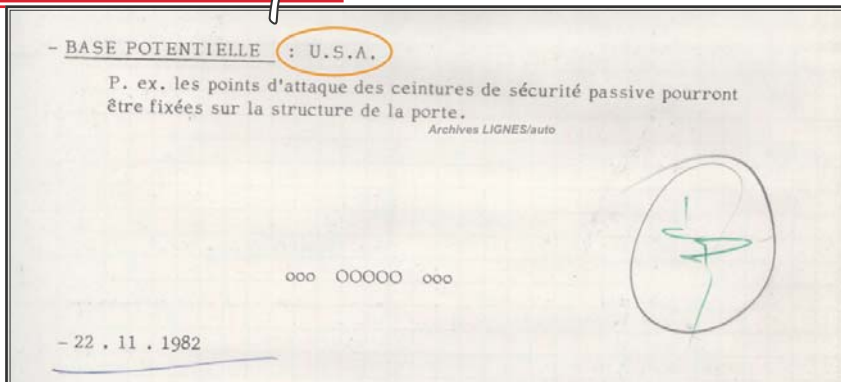 - BASE POTENTIELLE : U.S.A.
P. ex. les points d'attaque des ceintures de sécurité passive pourront
être fixées sur la structure de la porte.
Archives LIGNES/auto
ooo OOOOO ooo
- 22 . 11 . 1982